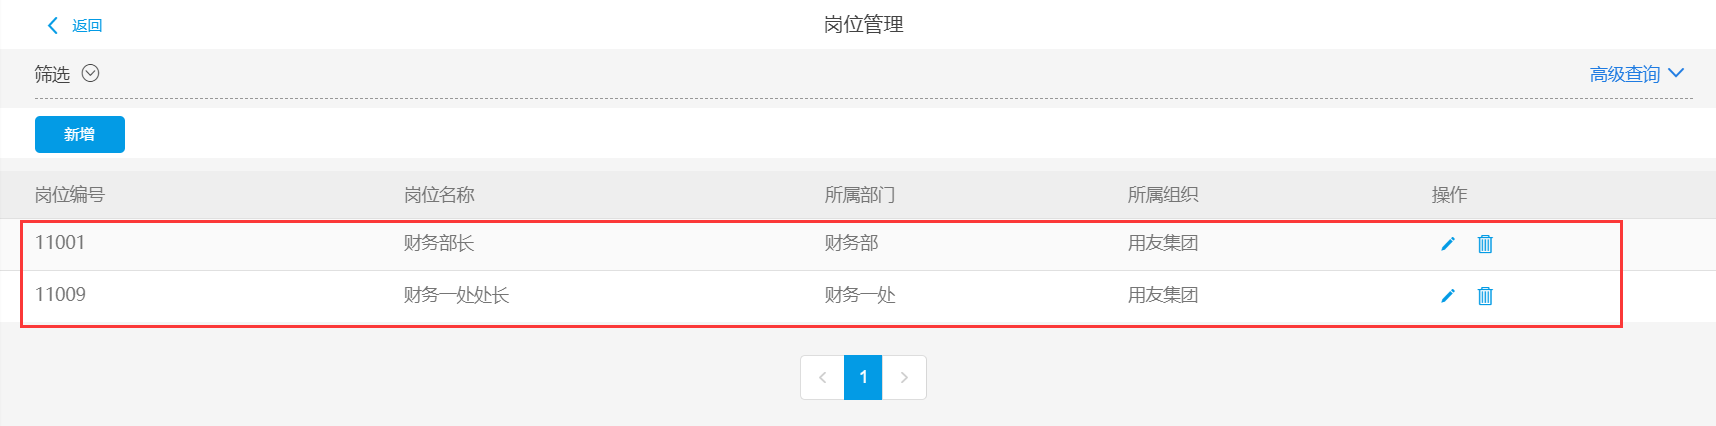 返回
岗位管理
筛选
高级查询
新增
岗位编号 岗位名称 所属部门 所属组织 操作
11001 财务部长 财务部 用友集团
11009 财务一处处长 财务一处 用友集团
1